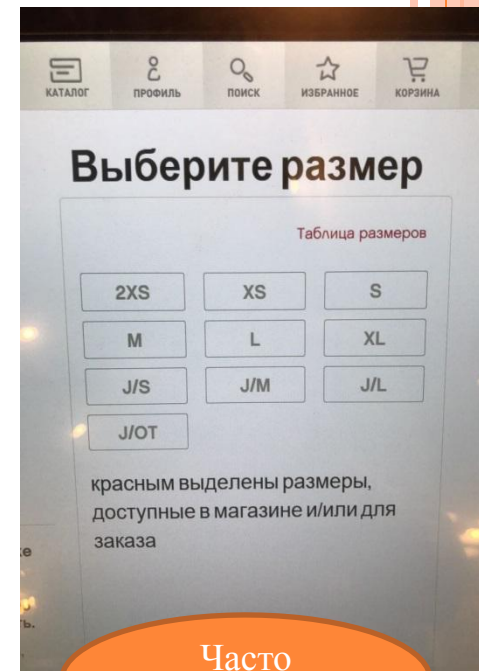 КАТАЛОГ ПРОФИЛЬ ПОИСК ИЗБРАННОЕ КОРЗИНА
Выберите размер
Таблица размеров
2XS XS S
M L XL
J/S J/M J/L
J/OT
красным выделены размеры,
доступные в магазине и/или для
заказа
Часто